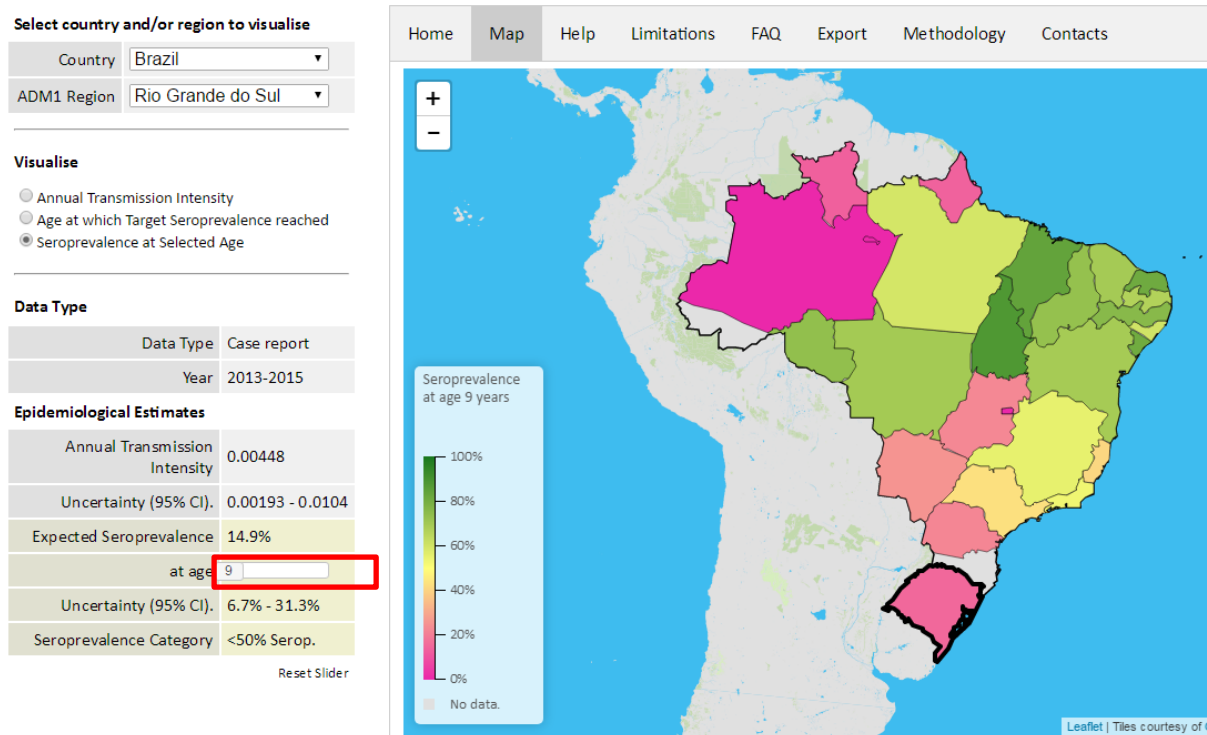 Select country and/or region to visualise
Country Brazil
ADM1 Region Rio Grande do Sul
Visualise
Annual Transmission Intensity
Age at which Target Seroprevalence reached
Seroprevalence at Selected Age
Data Type
Data Type Case report
Year 2013-2015
Epidemiological Estimates
Annual Transmission
Intensity 0.00448
Uncertainty (95% CI). 0.00193 - 0.0104
Expected Seroprevalence 14.9%
at age 9
Uncertainty (95% CI). 6.7% - 31.3%
Seroprevalence Category <50% Serop.
Reset Slider
Home Map Help Limitations FAQ Export Methodology Contacts
+
−
Seroprevalence
at age 9 years
100%
80%
60%
40%
20%
0%
No data.
Leaflet | Tiles courtesy of